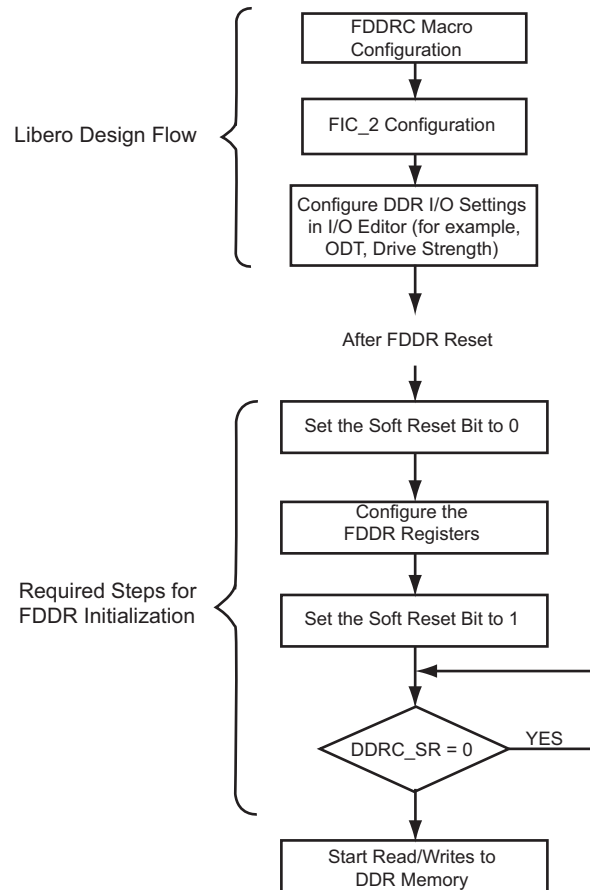 FDDRC Macro
Configuration
Libero Design Flow
FIC_2 Configuration
Configure DDR I/O Settings
in I/O Editor (for example,
ODT, Drive Strength)
After FDDR Reset
Set the Soft Reset Bit to 0
Configure the
FDDR Registers
Required Steps for
FDDR Initialization
Set the Soft Reset Bit to 1
DDRC_SR = 0
YES
Start Read/Writes to
DDR Memory